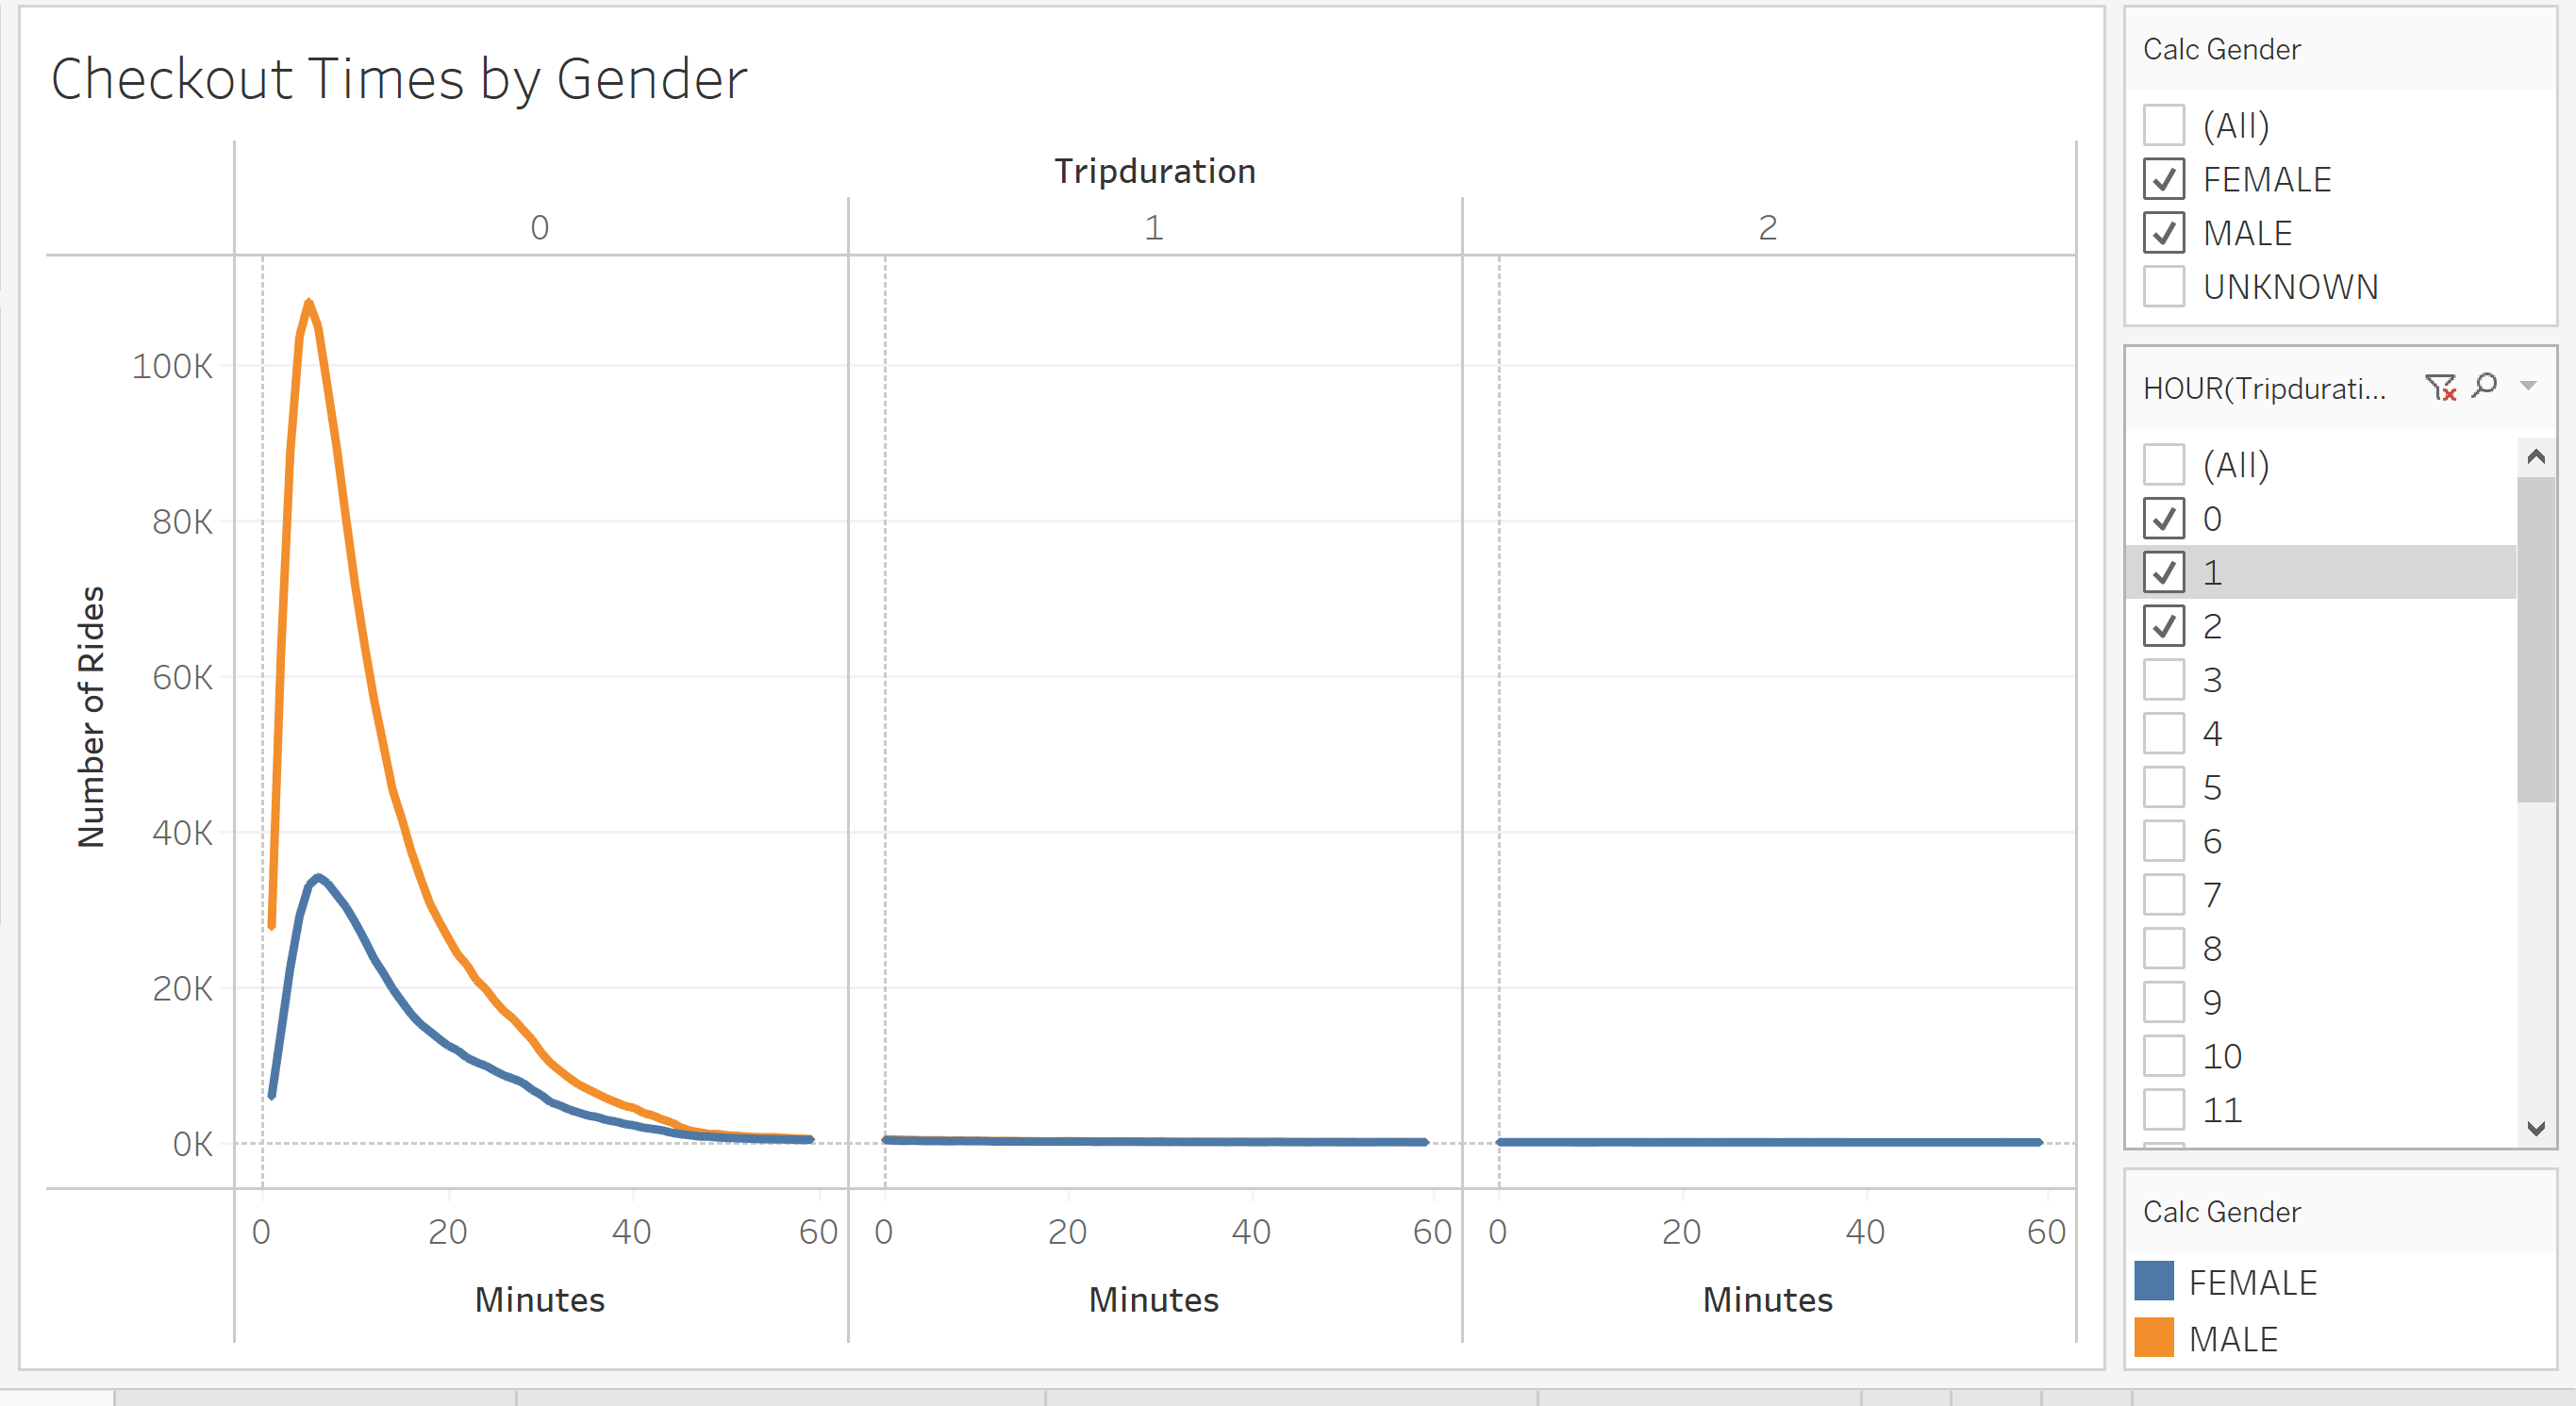 Checkout Times by Gender
Tripduration
0 1 2
Number of Rides
100K
80K
60K
40K
20K
0K
0 20 40 60 0 20 40 60 0 20 40 60
Minutes Minutes Minutes
Calc Gender
(All)
FEMALE
MALE
UNKNOWN
HOUR(Tripdurati...
(All)
0
1
2
3
4
5
6
7
8
9
10
11
Calc Gender
FEMALE
MALE